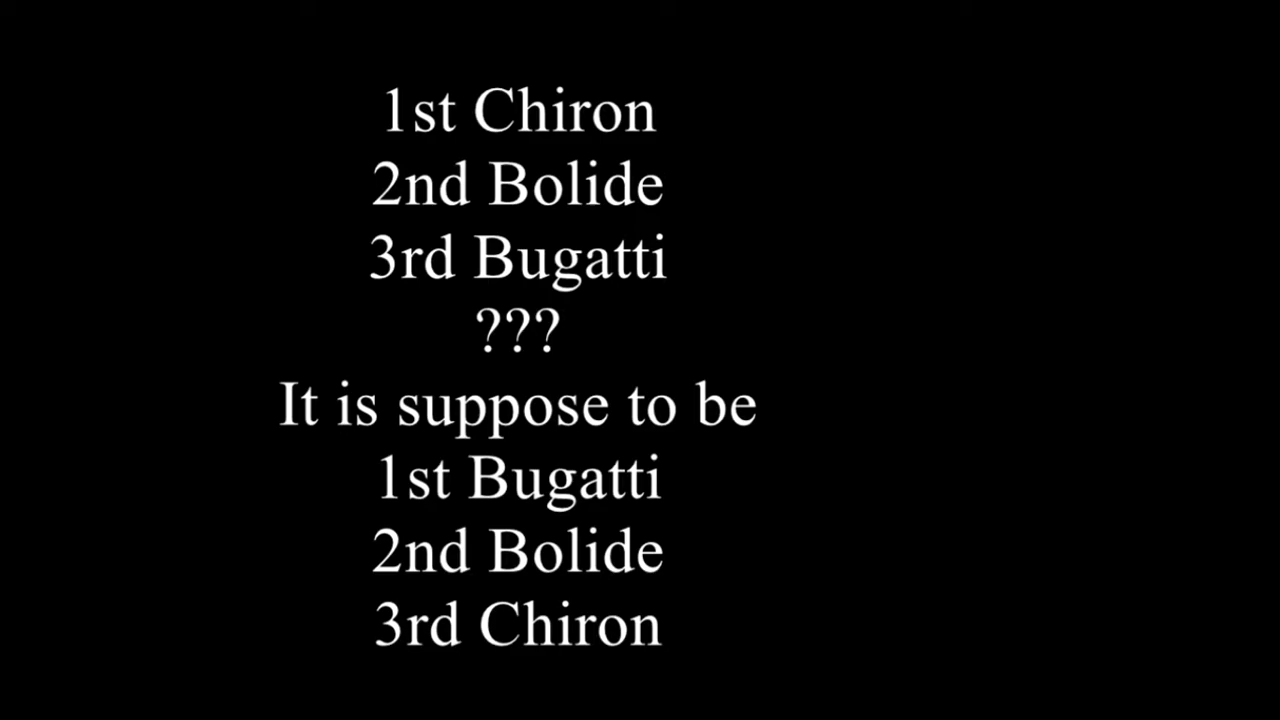 1st Chiron
2nd Bolide
3rd Bugatti
???
It is suppose to be
1st Bugatti
2nd Bolide
3rd Chiron